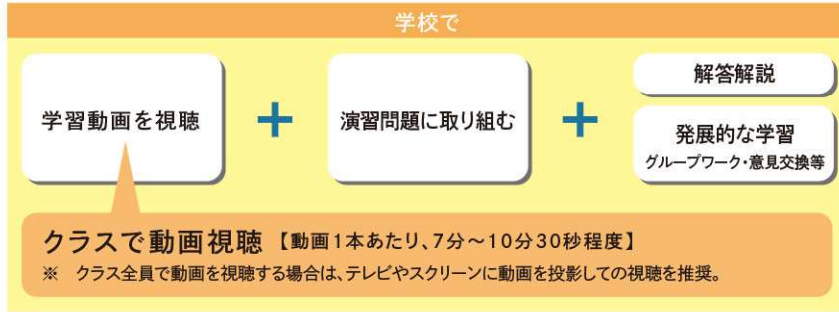 学校で
学習動画を視聴
+
演習問題に取り組む
+
解答解説
発展的な学習
グループワーク・意見交換等
クラスで動画視聴【動画1本あたり、7分~10分30秒程度】
※ クラス全員で動画を視聴する場合は、テレビやスクリーンに動画を投影しての視聴を推奨。